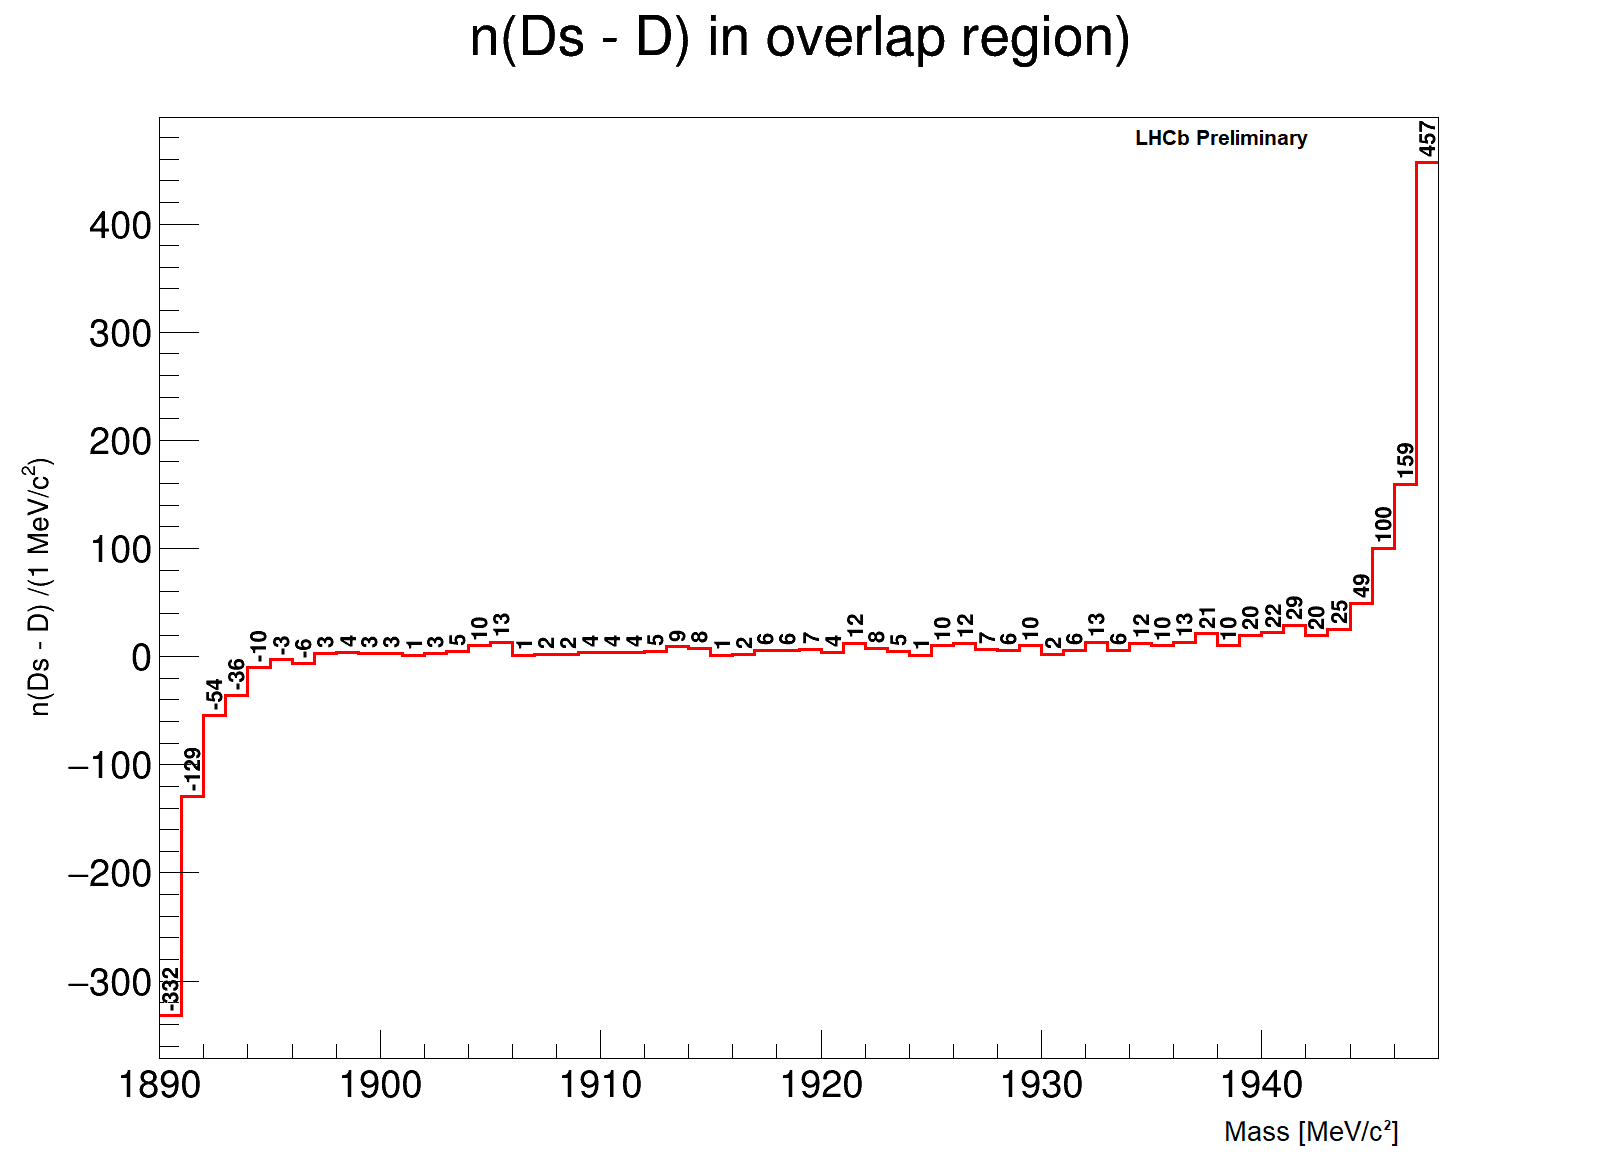 n(Ds - D) in overlap region)
LHCb Preliminary
n(Ds - D) /(1 MeV/c²)
400
300
200
100
0
−100
−200
−300
-332 -129 -54 -36 -10 -3 -6 3 4 3 3 1 3 5 10 13 1 2 2 4 4 4 5 9 8 1 2 6 6 7 4 12 8 5 1 10 12 7 6 10 2 6 13 6 12 10 13 21 10 20 22 29 20 25 49 100 159 457
1890 1900 1910 1920 1930 1940
Mass [MeV/c²]